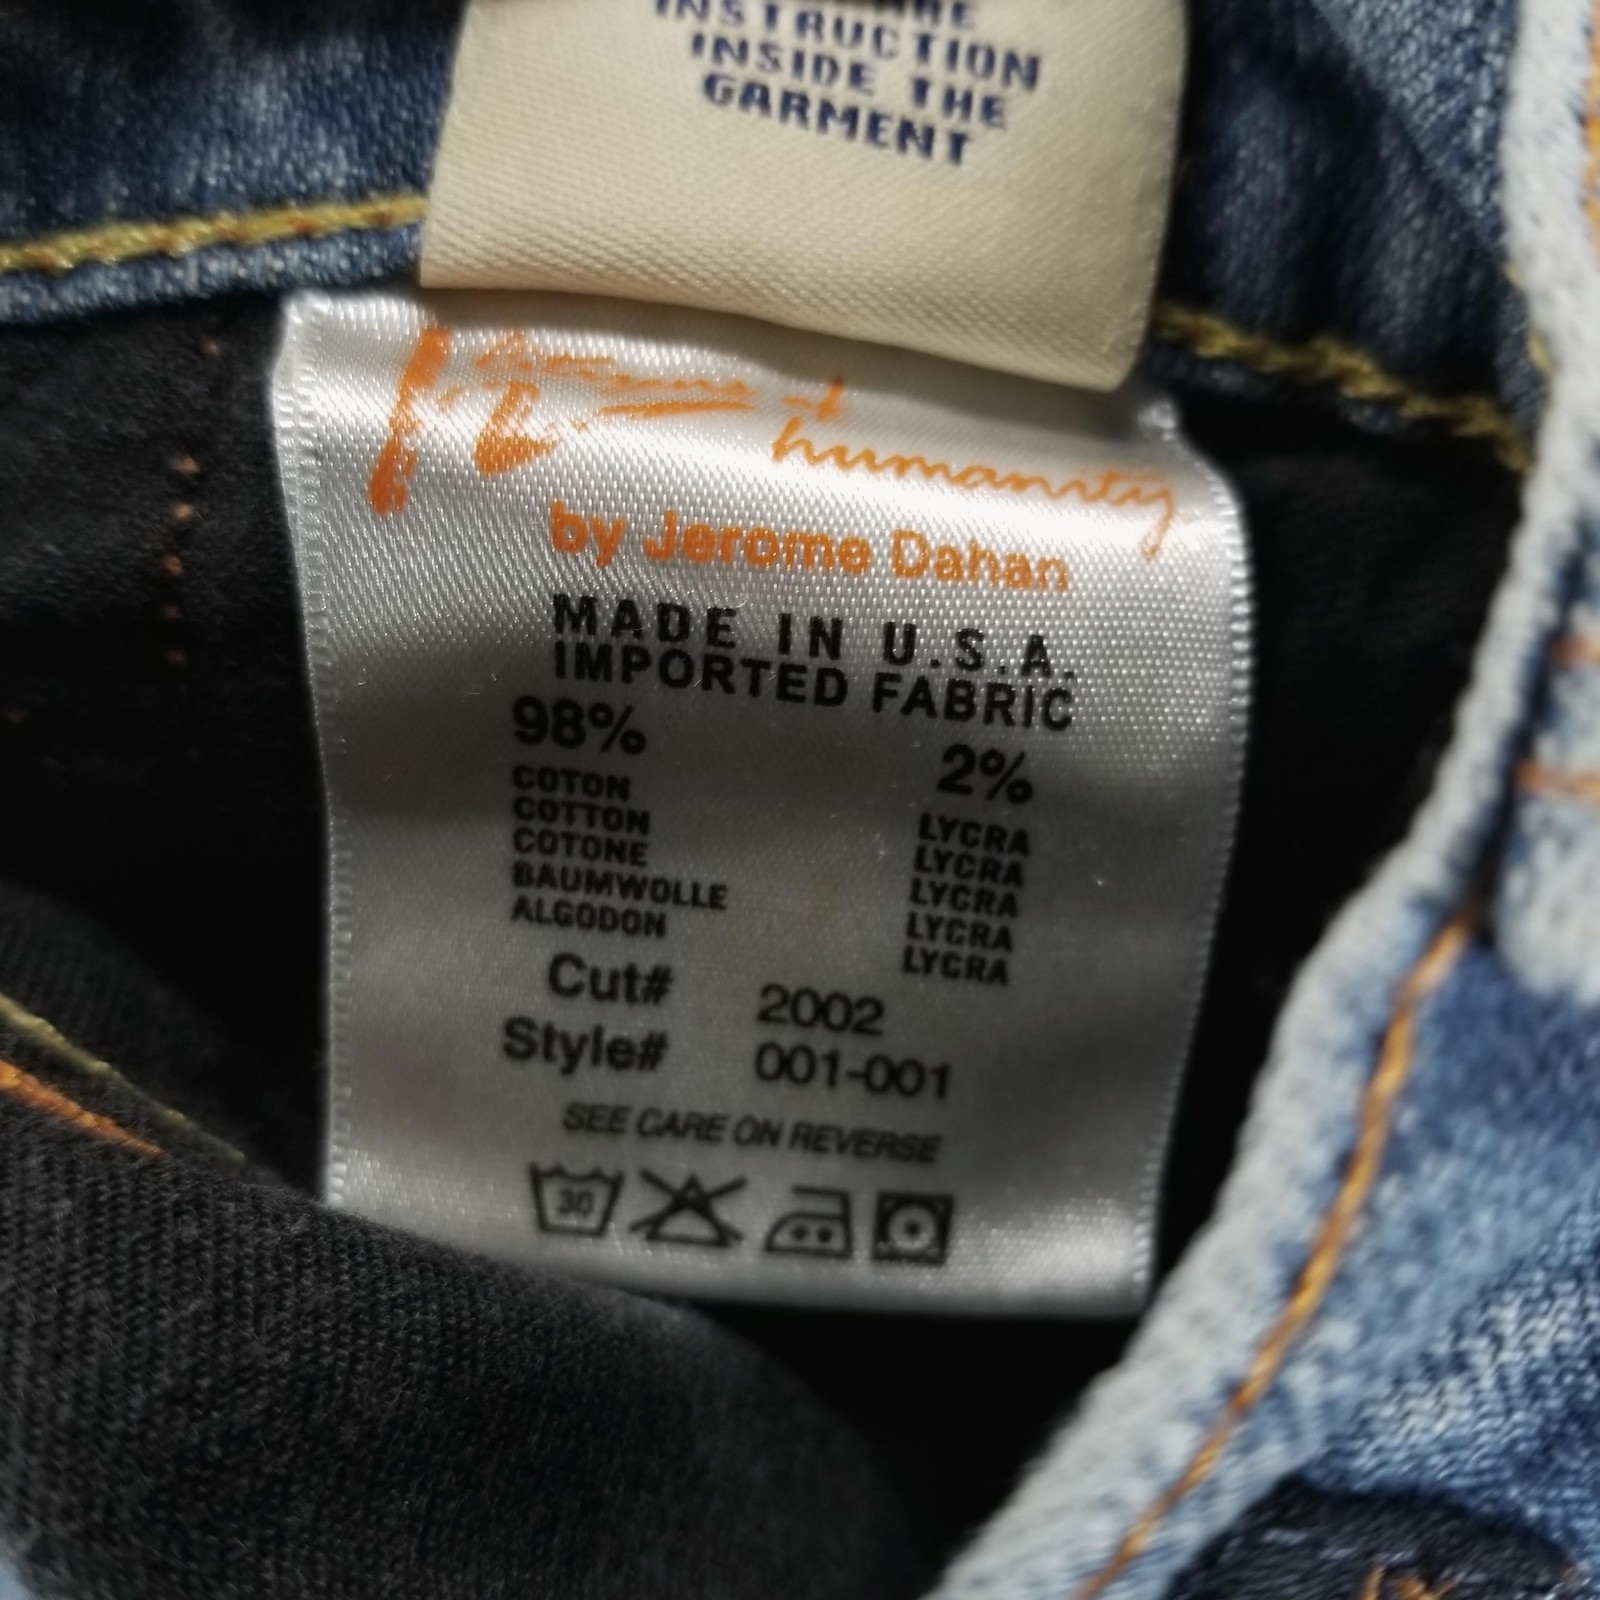 INSTRUCTION
INSIDE THE
GARMENT
humanity
by Jerome Dahan
MADE IN U.S.A.
IMPORTED FABRIC
98%
COTON
COTTON
COTONE
BAUMWOLLE
ALGODON
2%
LYCRA
LYCRA
LYCRA
LYCRA
LYCRA
Cut# 2002
Style# 001-001
SEE CARE ON REVERSE
30